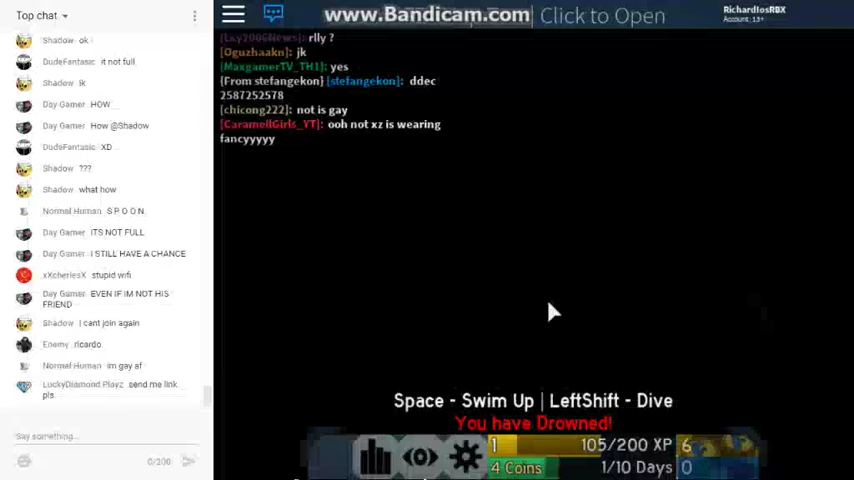 Top chat
Shadow ok
DudeFantasic it not full
Shadow ik
Day Gamer HOW
Day Gamer How @Shadow
DudeFantasic XD
Shadow ???
Shadow what how
Normal Human S P O O N
Day Gamer ITS NOT FULL
Day Gamer I STILL HAVE A CHANCE
xXcheriesX stupid wifi
Day Gamer EVEN IF IM NOT HIS
FRIEND
Shadow I cant join again
Enemy ricardo
Normal Human im gay af
LuckyDiamond Playz send me link
pls
Say something...
0/200
www.Bandicam.com
Click to Open
RichardIosRBX
Account: 13+
rlly ?
[Oguzhaakn]: jk
[MaxgamerTV_TH1]: yes
{From stefangekon} [stefangekon]: ddec
2587252578
[chicong222]: not is gay
[CaramellGirls_YT]: ooh not xz is wearing
fancyyyyy
Space - Swim Up | LeftShift - Dive
You have Drowned!
1 105/200 XP 6
4 Coins 1/10 Days 0